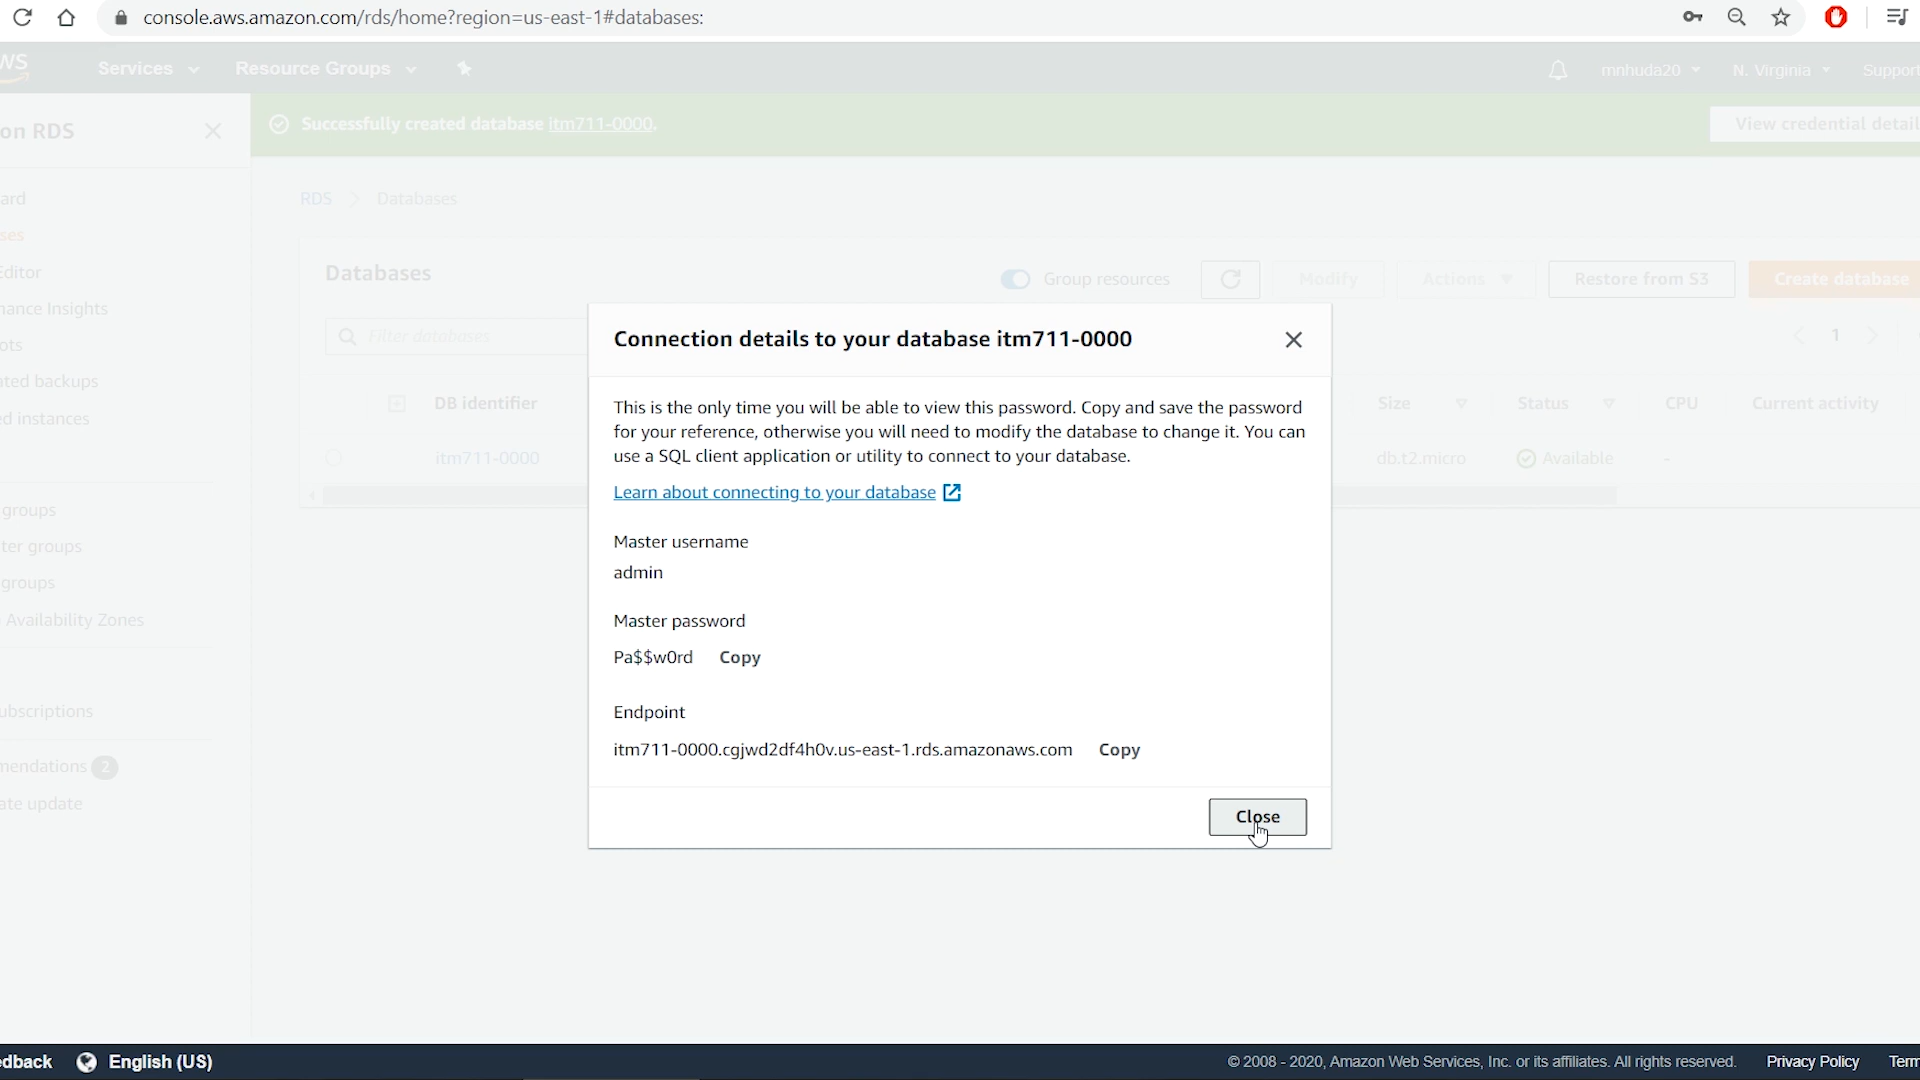 console.aws.amazon.com/rds/home?region=us-east-1#databases:
WS
Services
Resource Groups
mnhuda20
N. Virginia
Support
on RDS
Successfully created database itm711-0000.
View credential detail
ard
ses
Editor
nance Insights
ots
ated backups
ed instances
groups
ter groups
groups
Availability Zones
ubscriptions
mendations 2
ate update
RDS
Databases
Databases
Group resources
Modify
Actions
Restore from S3
Create database
Filter databases
1
DB identifier
Size
Status
CPU
Current activity
itm711-0000
db.t2.micro
Available
-
Connection details to your database itm711-0000
This is the only time you will be able to view this password. Copy and save the password
for your reference, otherwise you will need to modify the database to change it. You can
use a SQL client application or utility to connect to your database.
Learn about connecting to your database
Master username
admin
Master password
Pa$$w0rd Copy
Endpoint
itm711-0000.cgjwd2df4h0v.us-east-1.rds.amazonaws.com Copy
Close
edback
English (US)
© 2008 - 2020, Amazon Web Services, Inc. or its affiliates. All rights reserved.
Privacy Policy
Term